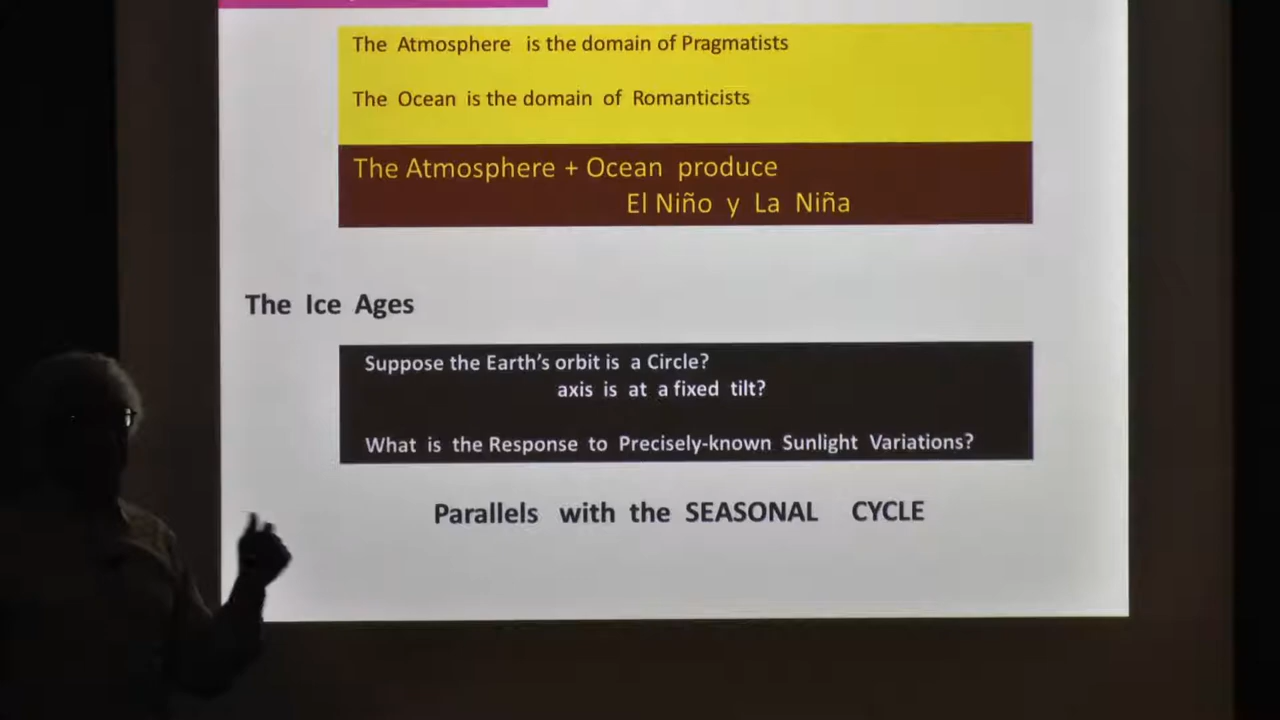 The Atmosphere is the domain of Pragmatists
The Ocean is the domain of Romanticists
The Atmosphere + Ocean produce
El Niño y La Niña
The Ice Ages
Suppose the Earth's orbit is a Circle?
axis is at a fixed tilt?
What is the Response to Precisely-known Sunlight Variations?
Parallels with the SEASONAL CYCLE